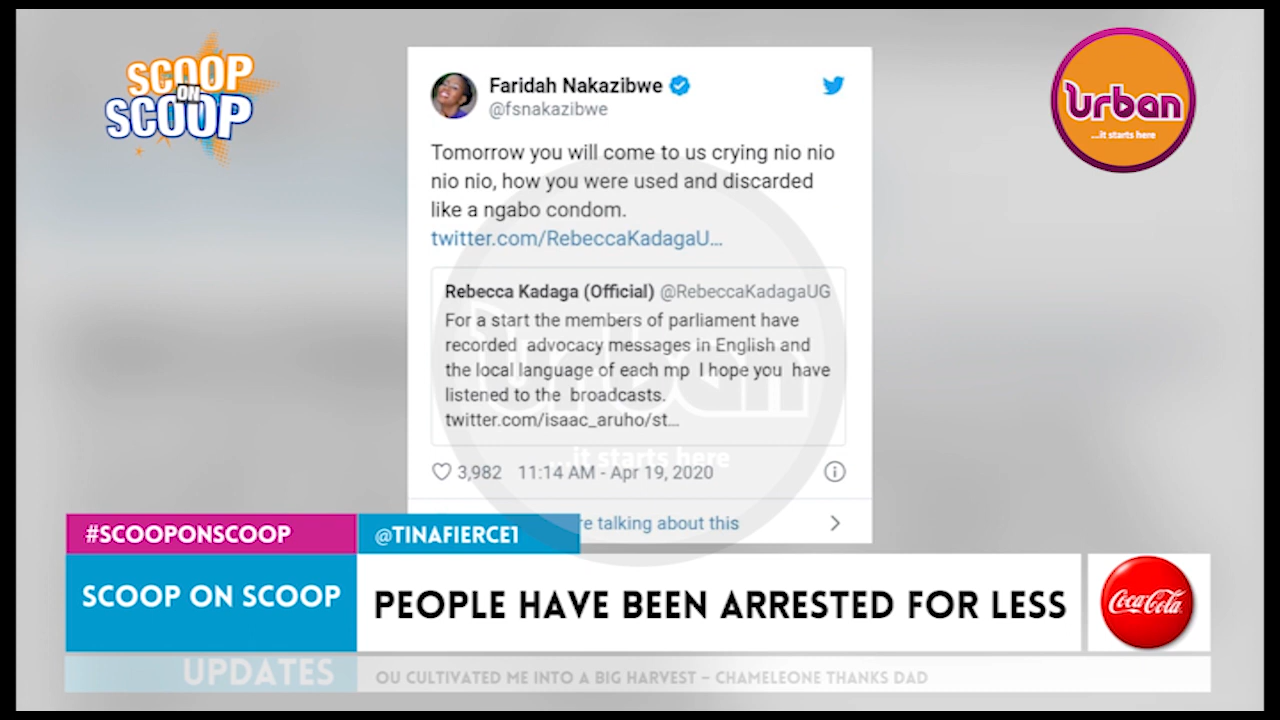 SCOOP
ON
SCOOP
urban
...it starts here
Faridah Nakazibwe
@fsnakazibwe
Tomorrow you will come to us crying nio nio
nio nio, how you were used and discarded
like a ngabo condom.
twitter.com/RebeccaKadagaU...
Rebecca Kadaga (Official) @RebeccaKadagaUG
For a start the members of parliament have
recorded advocacy messages in English and
the local language of each mp I hope you have
listened to the broadcasts.
twitter.com/isaac_aruho/st...
urban
...it starts here
3,982 11:14 AM - Apr 19, 2020
talking about this
#SCOOPONSCOOP
@TINAFIERCE1
SCOOP ON SCOOP
PEOPLE HAVE BEEN ARRESTED FOR LESS
Coca-Cola
UPDATES
OU CULTIVATED ME INTO A BIG HARVEST – CHAMELEONE THANKS DAD